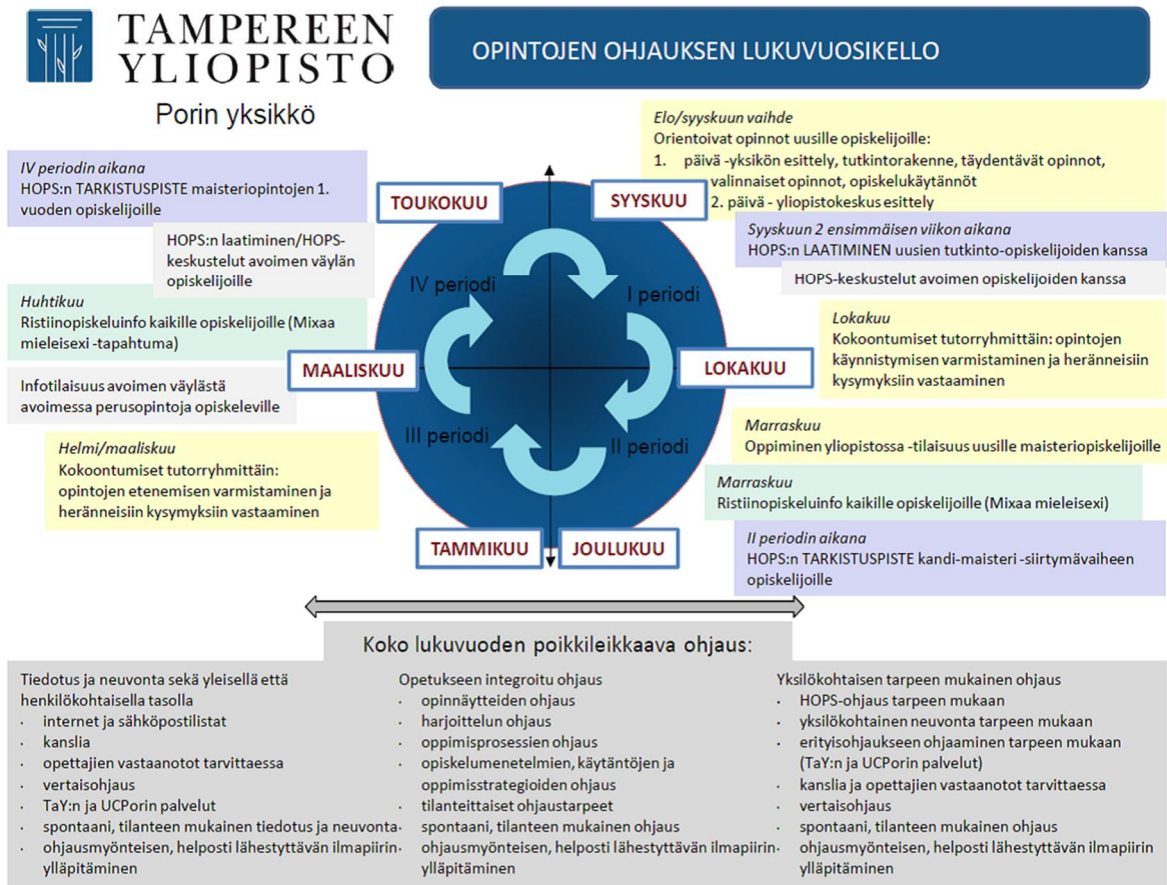 TAMPEREEN
YLIOPISTO
Porin yksikkö
OPINTOJEN OHJAUKSEN LUKUVUOSIKELLO
Elo/syyskuun vaihde
Orientoivat opinnot uusille opiskelijoille:
1. päivä -yksikön esittely, tutkintorakenne, täydentävät opinnot,
valinnaiset opinnot, opiskelukäytännöt
2. päivä - yliopistokeskus esittely
Syyskuun 2 ensimmäisen viikon aikana
HOPS:n LAATIMINEN uusien tutkinto-opiskelijoiden kanssa
HOPS-keskustelut avoimen opiskelijoiden kanssa
Lokakuu
Kokoontumiset tutorryhmittäin: opintojen
käynnistymisen varmistaminen ja heränneisiin
kysymyksiin vastaaminen
Marraskuu
Oppiminen yliopistossa -tilaisuus uusille maisteriopiskelijoille
Marraskuu
Ristiinopiskeluinfo kaikille opiskelijoille (Mixaa mieleisexi)
II periodin aikana
HOPS:n TARKISTUSPISTE kandi-maisteri -siirtymävaiheen
opiskelijoille
IV periodin aikana
HOPS:n TARKISTUSPISTE maisteriopintojen 1.
vuoden opiskelijoille
HOPS:n laatiminen/HOPS-
keskustelut avoimen väylän
opiskelijoille
Huhtikuu
Ristiinopiskeluinfo kaikille opiskelijoille (Mixaa
mieleisexi -tapahtuma)
Infotilaisuus avoimen väylästä
avoimessa perusopintoja opiskeleville
Helmi/maaliskuu
Kokoontumiset tutorryhmittäin:
opintojen etenemisen varmistaminen ja
heränneisiin kysymyksiin vastaaminen
TOUKOKUU
SYYSKUU
IV periodi
I periodi
MAALISKUU
LOKAKUU
III periodi
II periodi
TAMMIKUU
JOULUKUU
Koko lukuvuoden poikkileikkaava ohjaus:
Tiedotus ja neuvonta sekä yleisellä että
henkilökohtaisella tasolla
· internet ja sähköpostilistat
· kanslia
· opettajien vastaanotot tarvittaessa
· vertaisohjaus
· TaY:n ja UCPorin palvelut
· spontaani, tilanteen mukainen tiedotus ja neuvonta
· ohjausmyönteisen, helposti lähestyttävän ilmapiirin
ylläpitäminen
Opetukseen integroitu ohjaus
· opinnäytteiden ohjaus
· harjoittelun ohjaus
· oppimisprosessien ohjaus
· opiskelumenetelmien, käytäntöjen ja
oppimisstrategioiden ohjaus
· tilanteittaiset ohjaustarpeet
· spontaani, tilanteen mukainen ohjaus
· ohjausmyönteisen, helposti lähestyttävän ilmapiirin
ylläpitäminen
Yksilökohtaisen tarpeen mukainen ohjaus
· HOPS-ohjaus tarpeen mukaan
· yksilökohtainen neuvonta tarpeen mukaan
· erityisohjaukseen ohjaaminen tarpeen mukaan
(TaY:n ja UCPorin palvelut)
· kanslia ja opettajien vastaanotot tarvittaessa
· vertaisohjaus
· spontaani, tilanteen mukainen ohjaus
· ohjausmyönteisen, helposti lähestyttävän ilmapiirin
ylläpitäminen